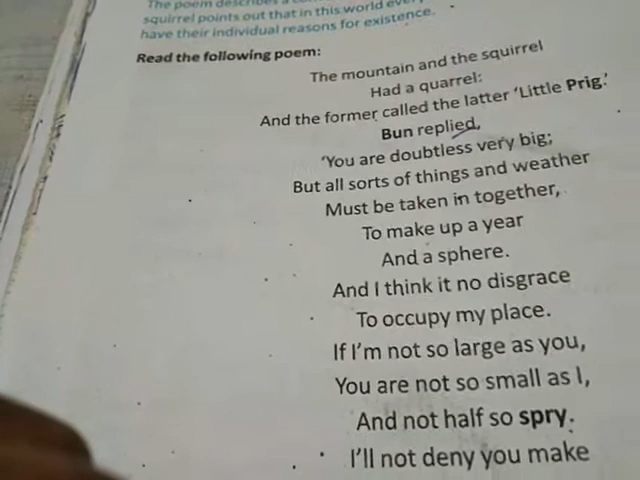 The poem describes a
squirrel points out that in this world
have their individual reasons for existence.
Read the following poem:
The mountain and the squirrel
Had a quarrel:
And the former called the latter ‘Little Prig.’
Bun replied,
‘You are doubtless very big;
But all sorts of things and weather
Must be taken in together,
To make up a year
And a sphere.
And I think it no disgrace
To occupy my place.
If I’m not so large as you,
You are not so small as I,
And not half so spry.
I’ll not deny you make